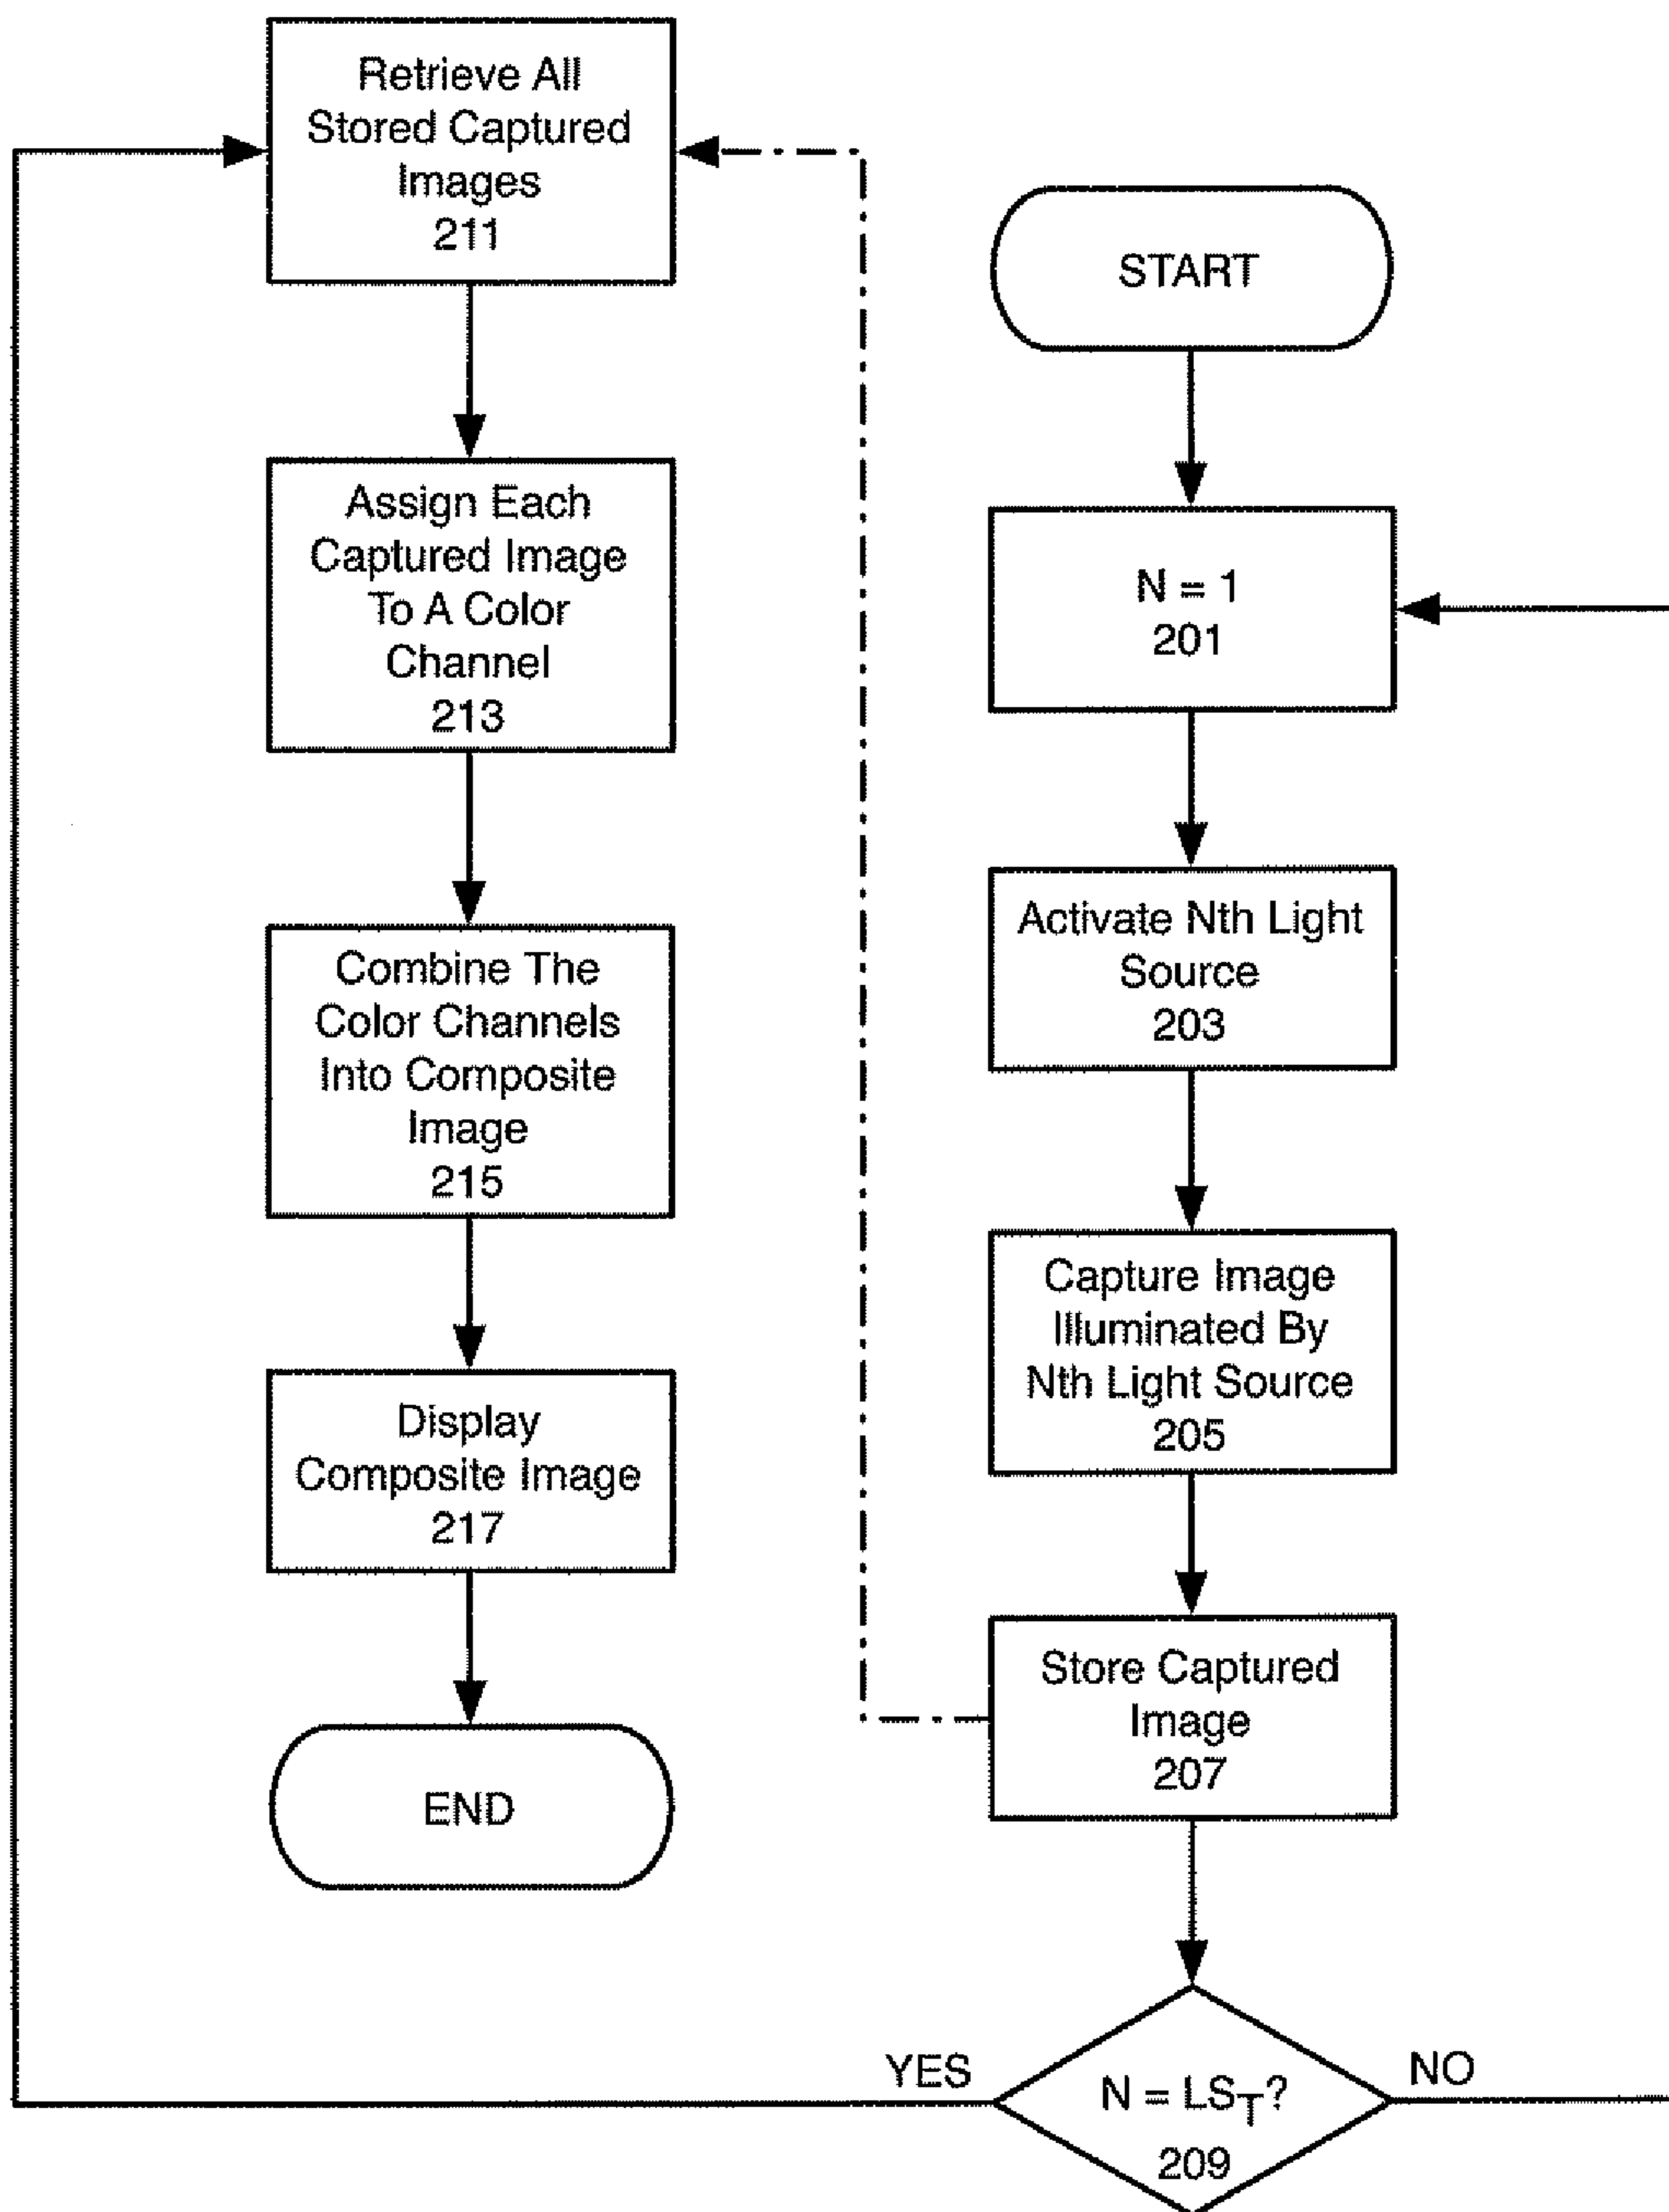 Retrieve All
Stored Captured
Images
211
Assign Each
Captured Image
To A Color
Channel
213
Combine The
Color Channels
Into Composite
Image
215
Display
Composite Image
217
END
START
N = 1
201
Activate Nth Light
Source
203
Capture Image
Illuminated By
Nth Light Source
205
Store Captured
Image
207
YES
N = LST?
209
NO